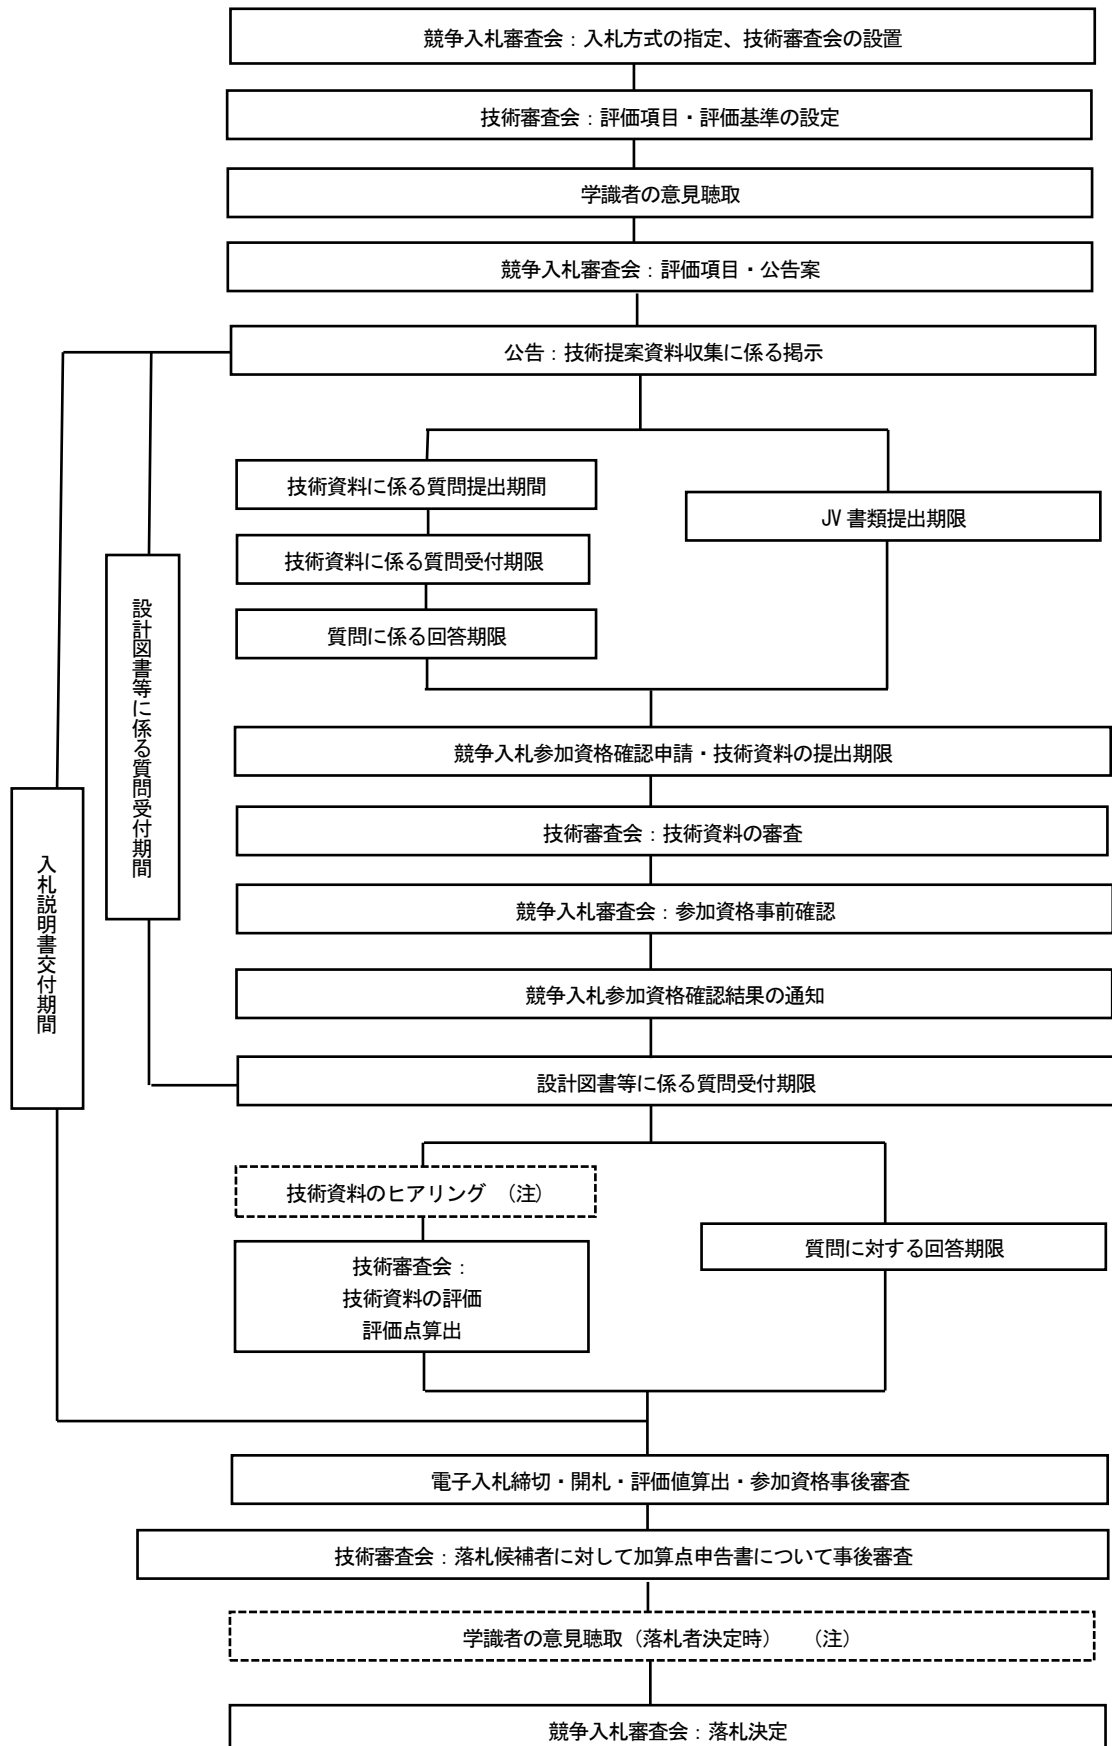 競争入札審査会：入札方式の指定、技術審査会の設置
技術審査会：評価項目・評価基準の設定
学識者の意見聴取
競争入札審査会：評価項目・公告案
公告：技術提案資料収集に係る掲示
技術資料に係る質問提出期間
JV 書類提出期限
技術資料に係る質問受付期限
質問に係る回答期限
設計図書等に係る質問受付期間
入札説明書交付期間
競争入札参加資格確認申請・技術資料の提出期限
技術審査会：技術資料の審査
競争入札審査会：参加資格事前確認
競争入札参加資格確認結果の通知
設計図書等に係る質問受付期限
技術資料のヒアリング （注）
質問に対する回答期限
技術審査会：
技術資料の評価
評価点算出
電子入札締切・開札・評価値算出・参加資格事後審査
技術審査会：落札候補者に対して加算点申告書について事後審査
学識者の意見聴取（落札者決定時） （注）
競争入札審査会：落札決定